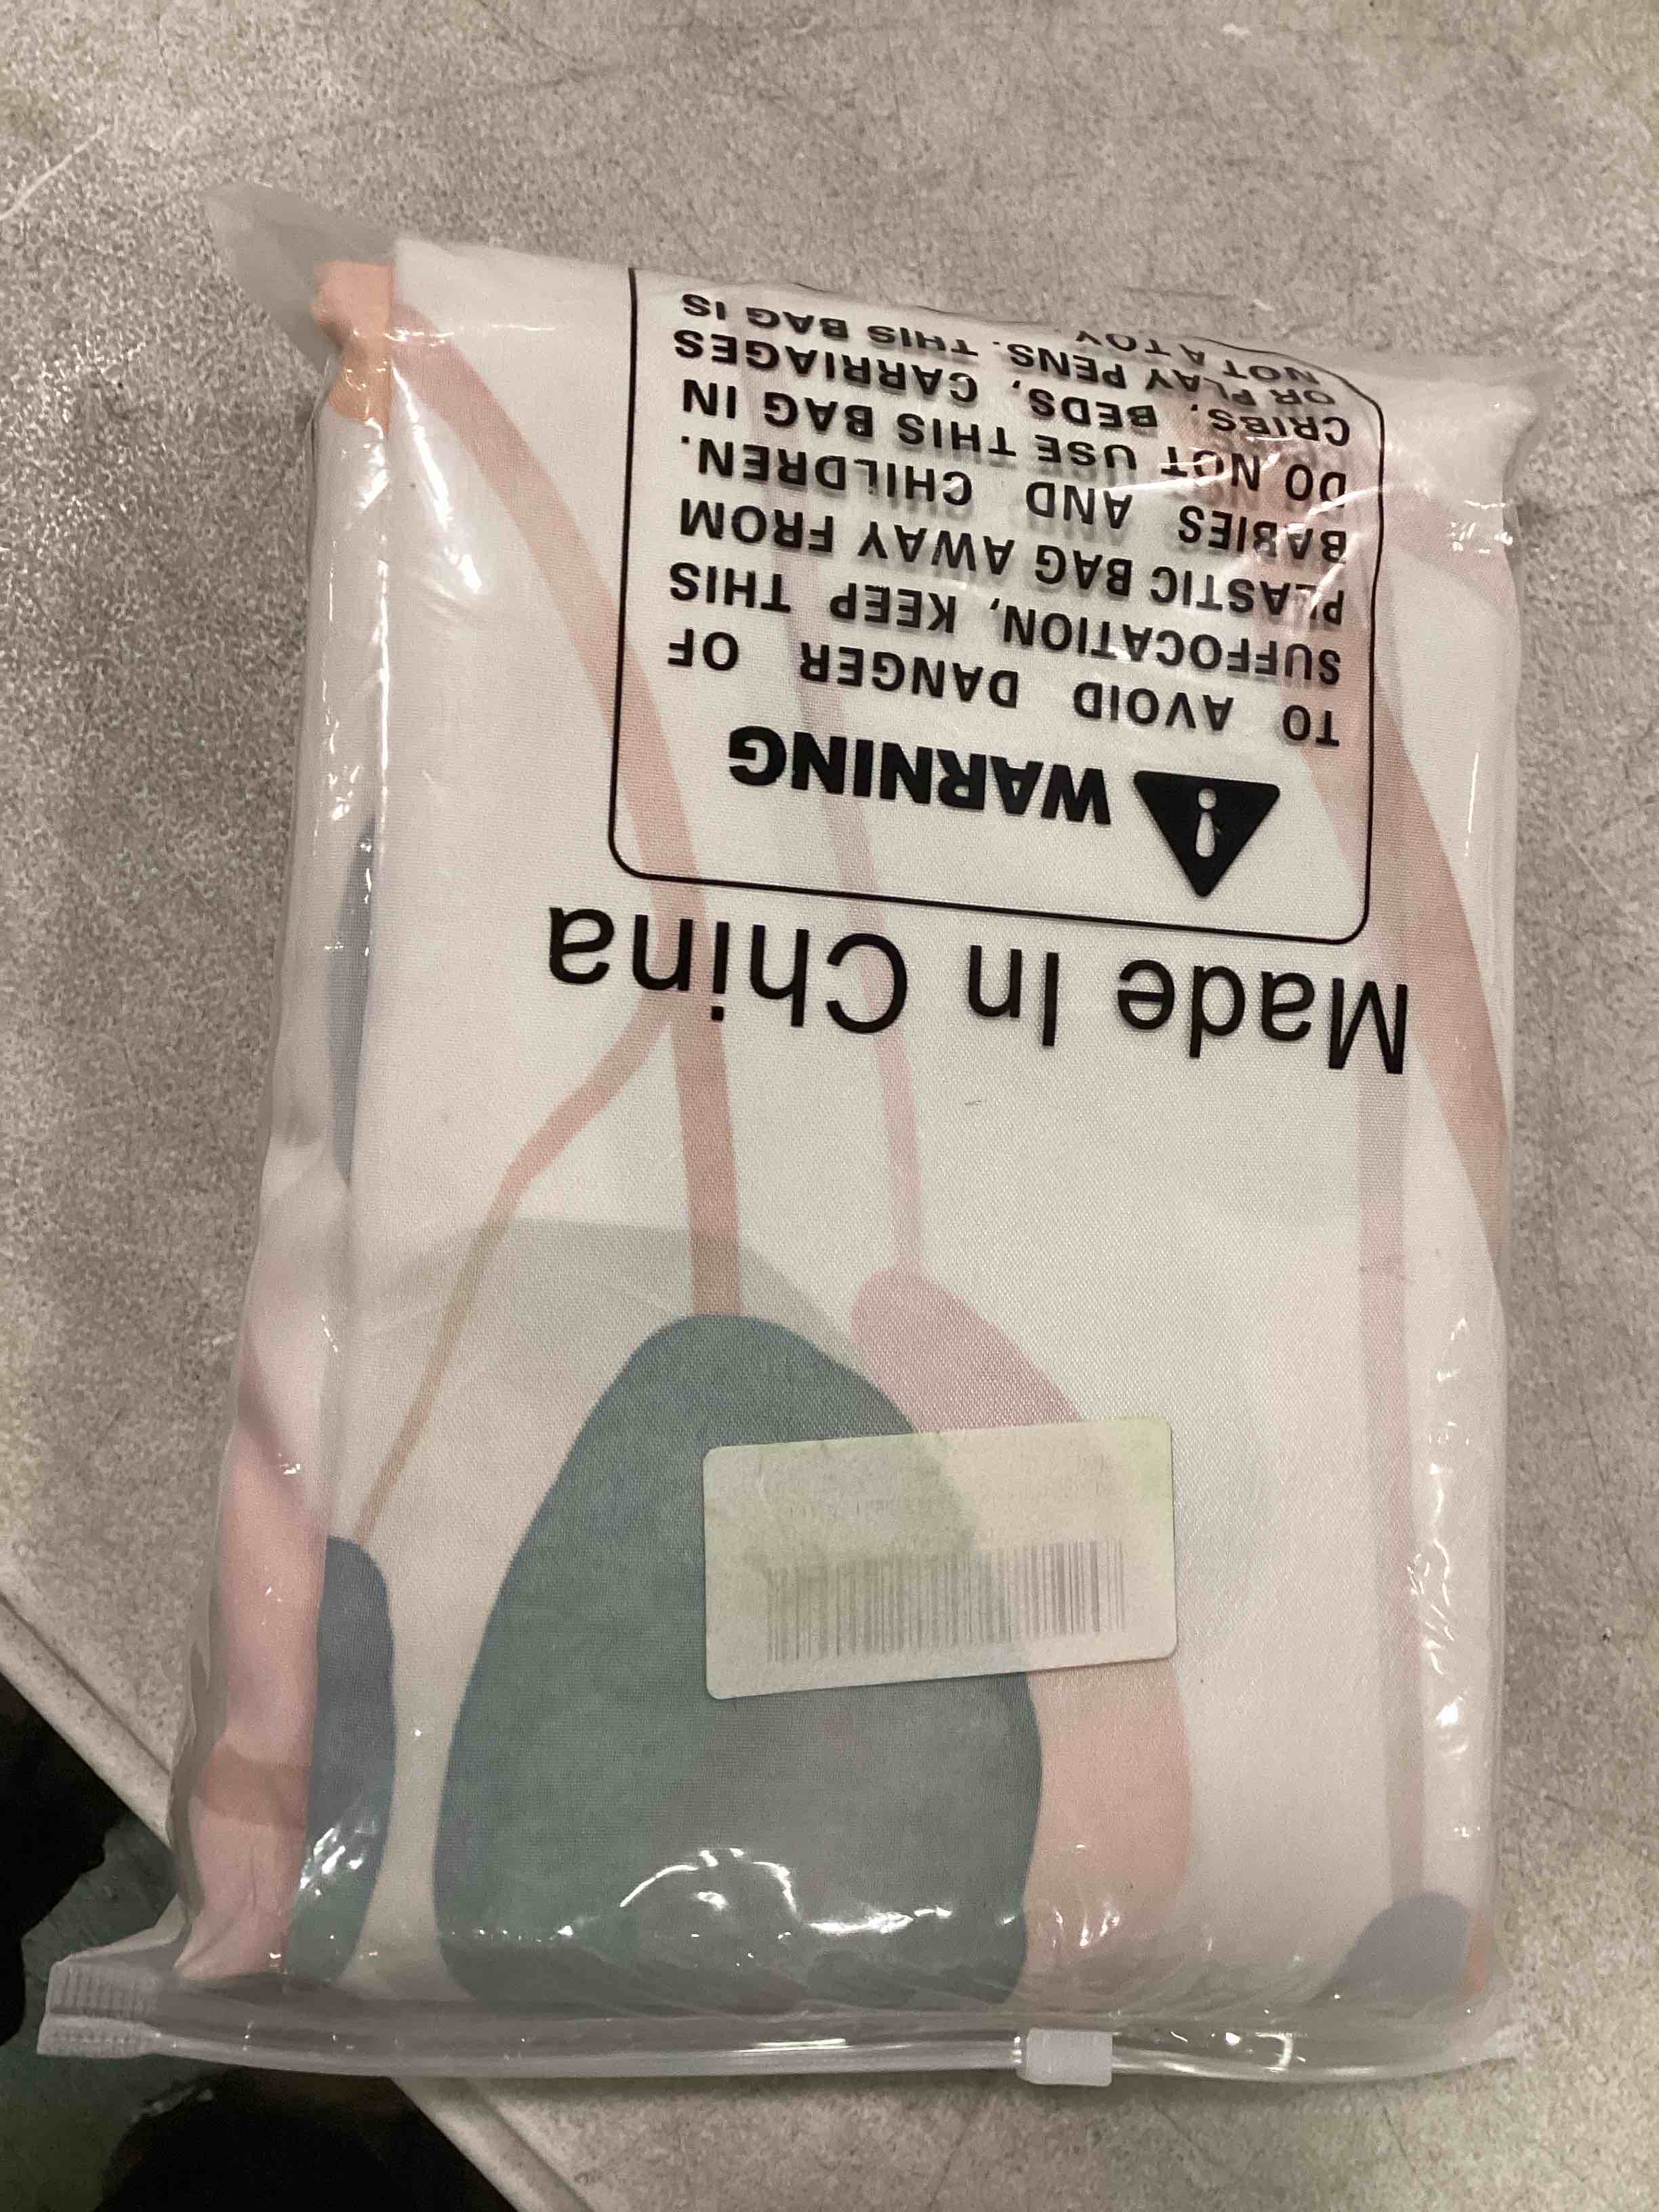 Made In China
WARNING
TO AVOID DANGER OF
SUFFOCATION, KEEP THIS
PLASTIC BAG AWAY FROM
BABIES AND CHILDREN.
DO NOT USE THIS BAG IN
CRIBS, BEDS, CARRIAGES
OR PLAY PENS. THIS BAG IS
NOT A TOY.